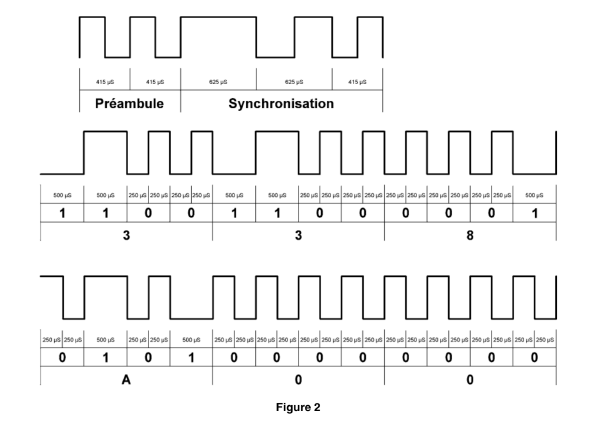 415 µS 415 µS 625 µS 625 µS 415 µS
Préambule Synchronisation
500 µS 500 µS 250 µS 250 µS 250 µS 250 µS 500 µS 500 µS 250 µS 250 µS 250 µS 250 µS 250 µS 250 µS 250 µS 250 µS 250 µS 250 µS 500 µS
1 1 0 0 1 1 0 0 0 0 0 1
3 3 8
250 µS 250 µS 500 µS 250 µS 250 µS 500 µS 250 µS 250 µS 250 µS 250 µS 250 µS 250 µS 250 µS 250 µS 250 µS 250 µS 250 µS 250 µS 250 µS 250 µS 250 µS 250 µS
0 1 0 1 0 0 0 0 0 0 0 0
A 0 0
Figure 2